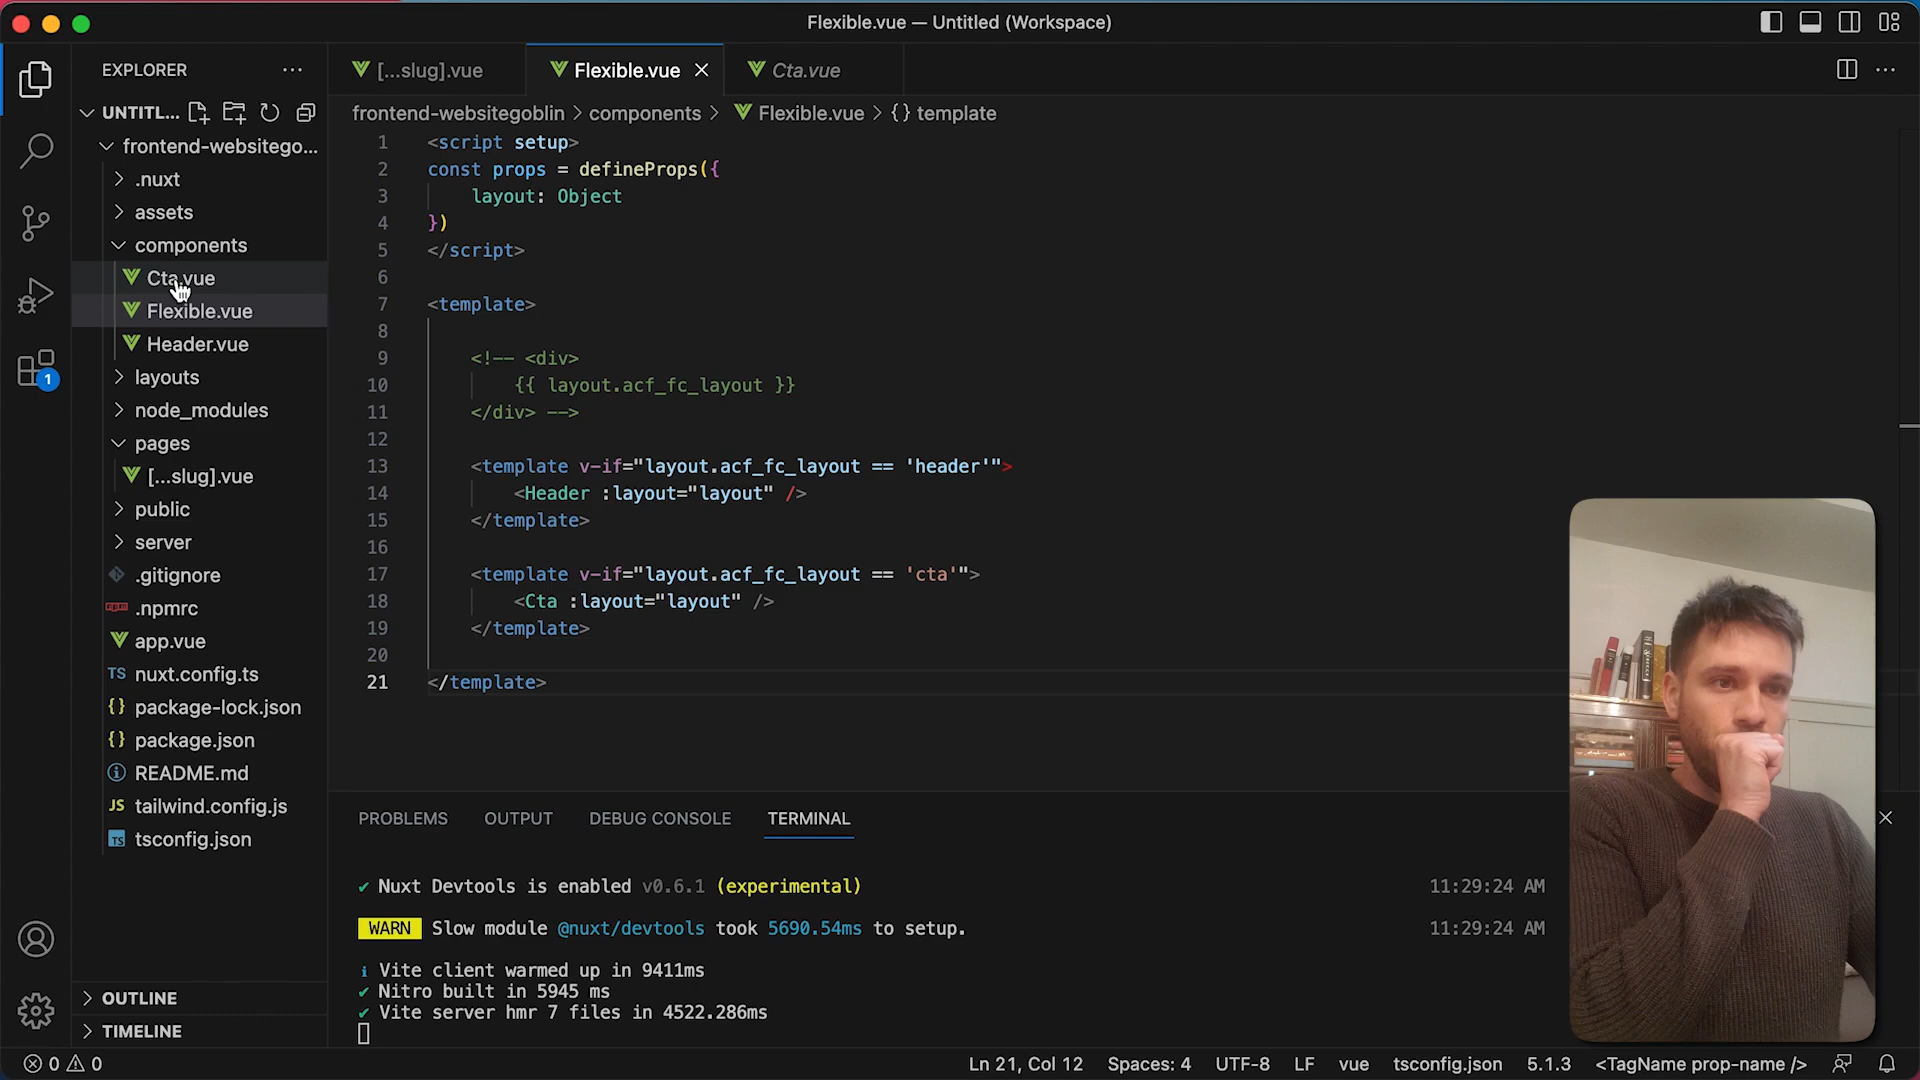 Flexible.vue — Untitled (Workspace)
EXPLORER
[...slug].vue
Flexible.vue
Cta.vue
UNTITL...
frontend-websitegoblin > components > Flexible.vue > {} template
frontend-websitego...
.nuxt
assets
components
Cta.vue
Flexible.vue
Header.vue
layouts
node_modules
pages
[...slug].vue
public
server
.gitignore
.npmrc
app.vue
TS nuxt.config.ts
{} package-lock.json
{} package.json
README.md
JS tailwind.config.js
TS tsconfig.json
OUTLINE
TIMELINE
1
1 <script setup>
2 const props = defineProps({
3 layout: Object
4 })
5 </script>
6
7 <template>
8
9 <!-- <div>
10 {{ layout.acf_fc_layout }}
11 </div> -->
12
13 <template v-if="layout.acf_fc_layout == 'header'">
14 <Header :layout="layout" />
15 </template>
16
17 <template v-if="layout.acf_fc_layout == 'cta'">
18 <Cta :layout="layout" />
19 </template>
20
21 </template>
PROBLEMS OUTPUT DEBUG CONSOLE TERMINAL
✔ Nuxt Devtools is enabled v0.6.1 (experimental) 11:29:24 AM
WARN Slow module @nuxt/devtools took 5690.54ms to setup. 11:29:24 AM
ℹ Vite client warmed up in 9411ms
✔ Nitro built in 5945 ms
✔ Vite server hmr 7 files in 4522.286ms
0 0
Ln 21, Col 12 Spaces: 4 UTF-8 LF vue tsconfig.json 5.1.3 <TagName prop-name />